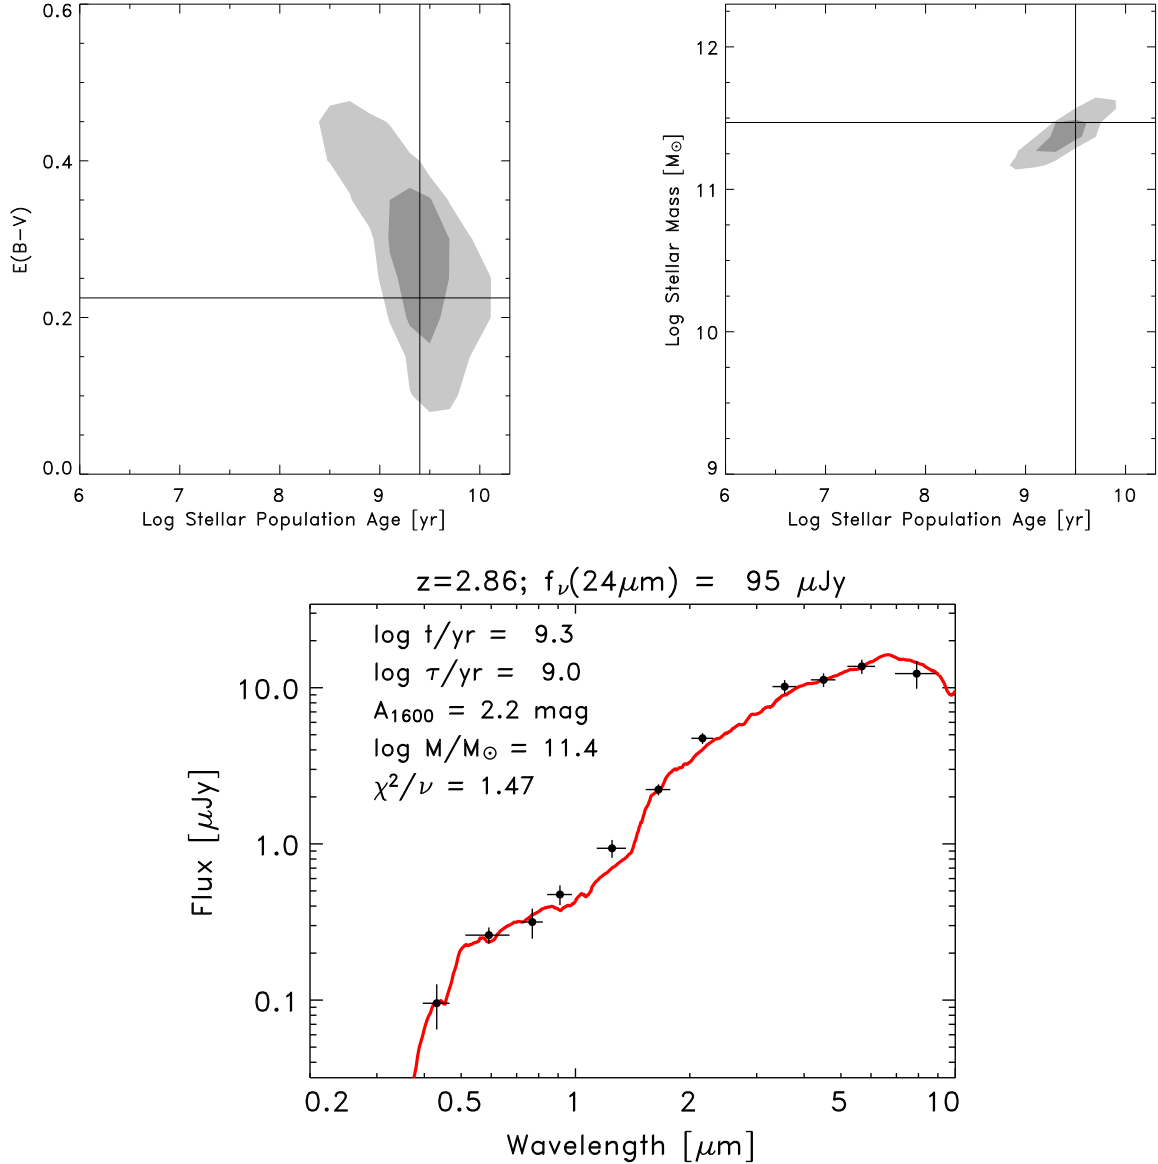 0.6
0.4
0.2
0.0
E(B−V)
6 7 8 9 10
Log Stellar Population Age [yr]
12
11
10
9
Log Stellar Mass [M⊙]
6 7 8 9 10
Log Stellar Population Age [yr]
z=2.86; fν(24μm) = 95 μJy
log t/yr = 9.3
log τ/yr = 9.0
A1600 = 2.2 mag
log M/M⊙ = 11.4
χ²/ν = 1.47
10.0
1.0
0.1
Flux [μJy]
0.2 0.5 1 2 5 10
Wavelength [μm]